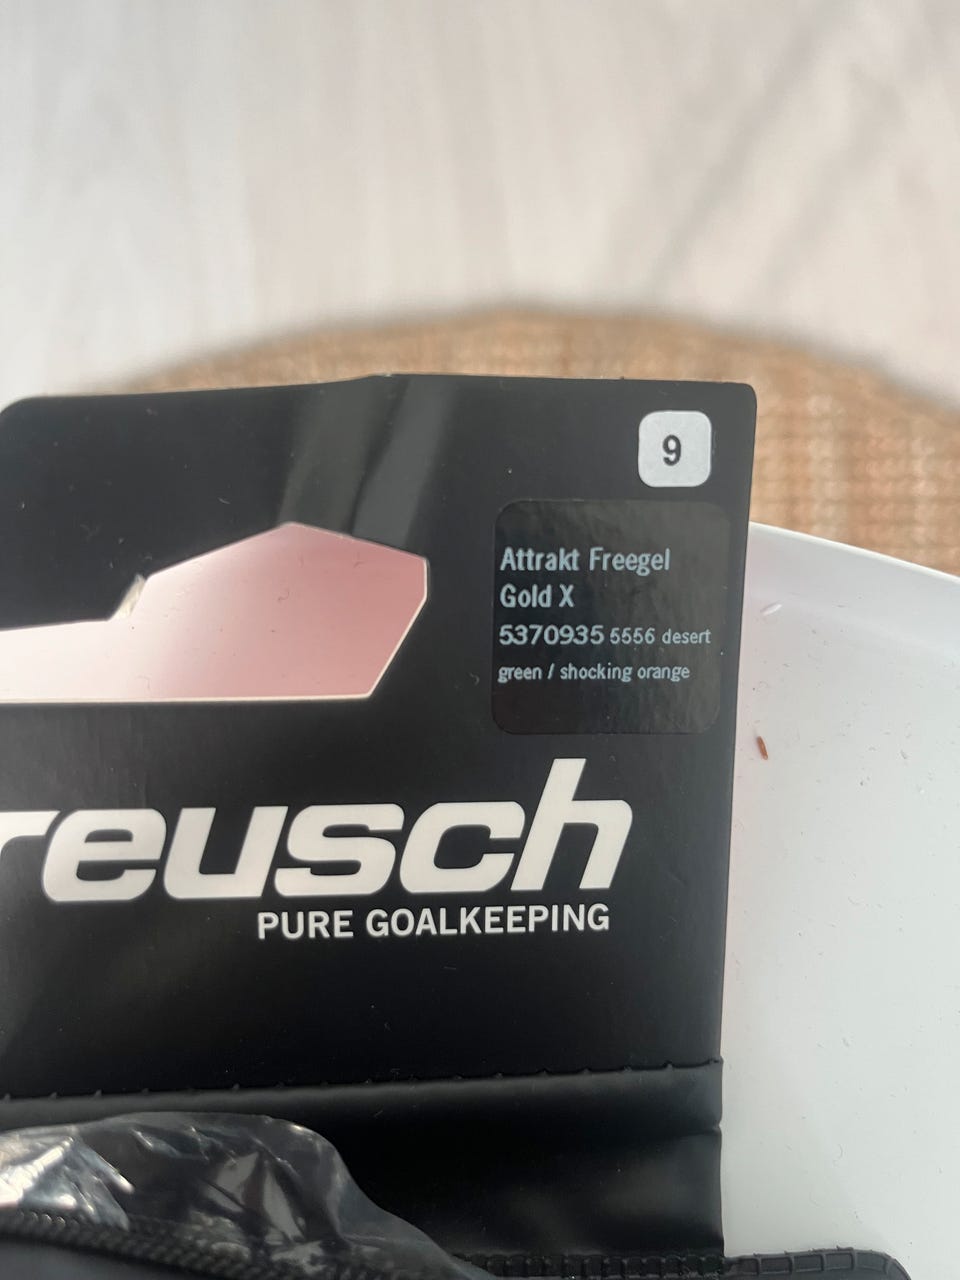 9
Attrakt Freegel
Gold X
5370935 5556 desert
green / shocking orange
reusch
PURE GOALKEEPING